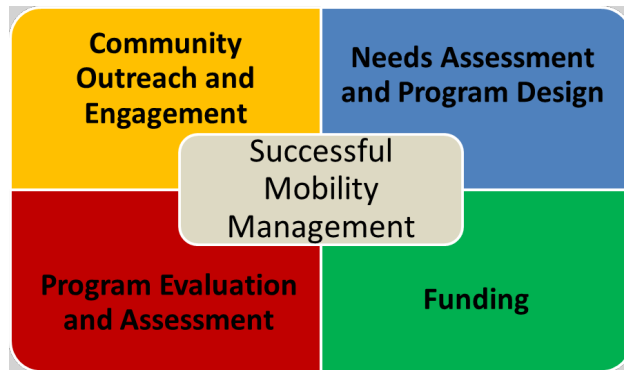 Community
Outreach and
Engagement
Needs Assessment
and Program Design
Successful
Mobility
Management
Program Evaluation
and Assessment
Funding